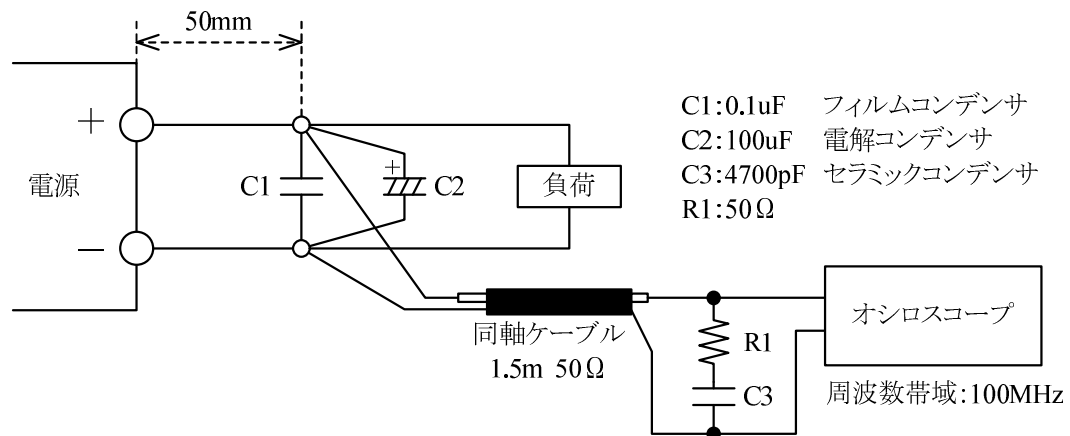 50mm
+
C1:0.1uF フィルムコンデンサ
C2:100uF 電解コンデンサ
C3:4700pF セラミックコンデンサ
R1:50Ω
電源
C1
+
C2
負荷
−
オシロスコープ
同軸ケーブル
1.5m 50Ω
R1
C3
周波数帯域:100MHz